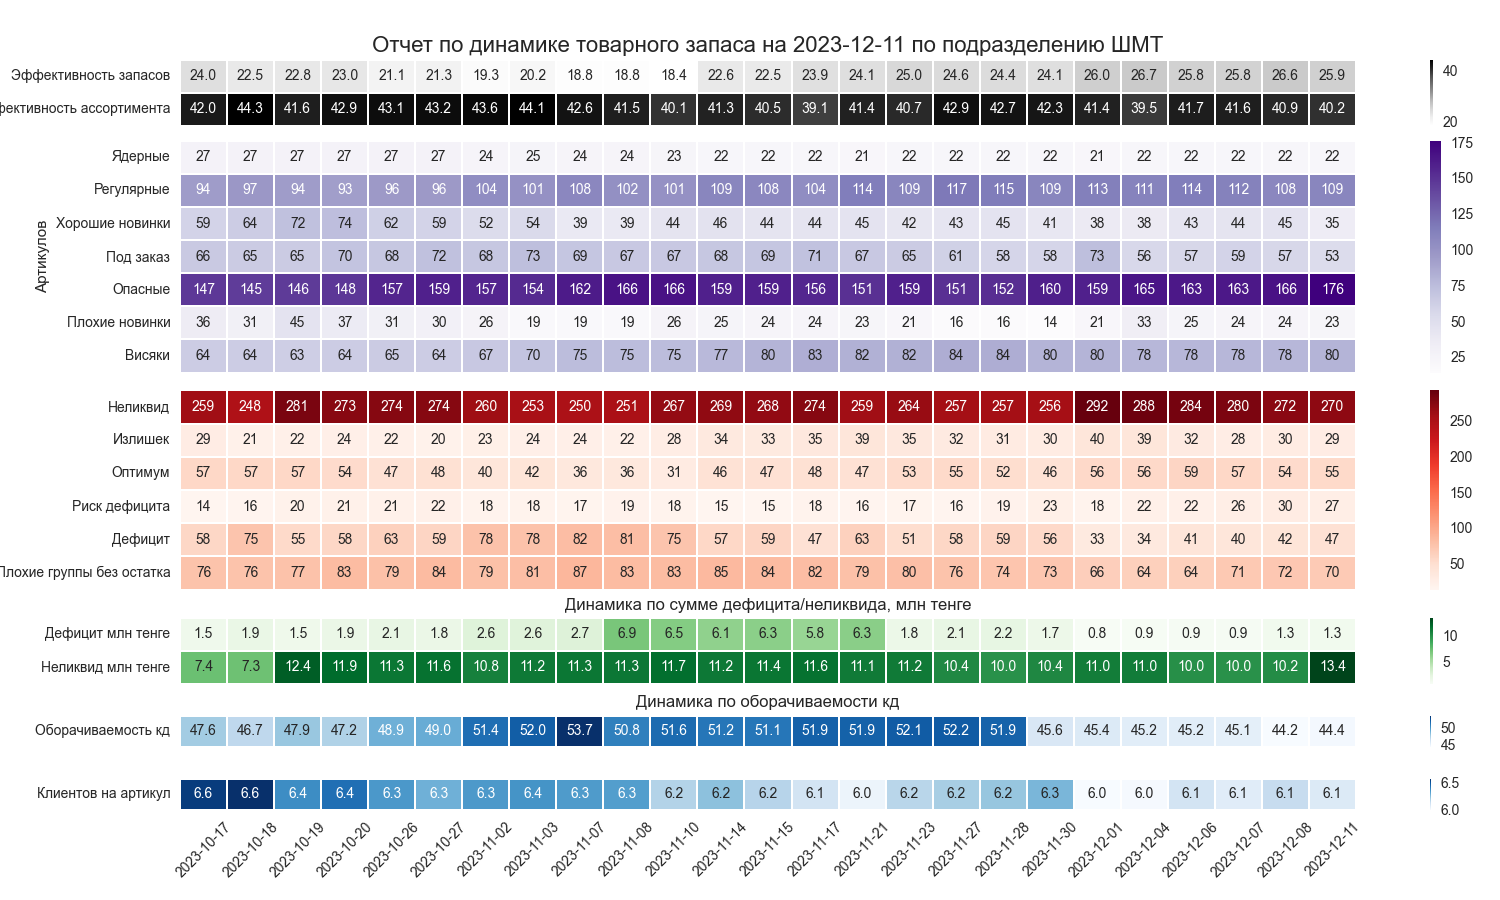 Отчет по динамике товарного запаса на 2023-12-11 по подразделению ШМТ
Эффективность запасов 24.0 22.5 22.8 23.0 21.1 21.3 19.3 20.2 18.8 18.8 18.4 22.6 22.5 23.9 24.1 25.0 24.6 24.4 24.1 26.0 26.7 25.8 25.8 26.6 25.9
фективность ассортимента 42.0 44.3 41.6 42.9 43.1 43.2 43.6 44.1 42.6 41.5 40.1 41.3 40.5 39.1 41.4 40.7 42.9 42.7 42.3 41.4 39.5 41.7 41.6 40.9 40.2
40
20
Артикулов
Ядерные 27 27 27 27 27 27 24 25 24 24 23 22 22 22 21 22 22 22 22 21 22 22 22 22 22
Регулярные 94 97 94 93 96 96 104 101 108 102 101 109 108 104 114 109 117 115 109 113 111 114 112 108 109
Хорошие новинки 59 64 72 74 62 59 52 54 39 39 44 46 44 44 45 42 43 45 41 38 38 43 44 45 35
Под заказ 66 65 65 70 68 72 68 73 69 67 67 68 69 71 67 65 61 58 58 73 56 57 59 57 53
Опасные 147 145 146 148 157 159 157 154 162 166 166 159 159 156 151 159 151 152 160 159 165 163 163 166 176
Плохие новинки 36 31 45 37 31 30 26 19 19 19 26 25 24 24 23 21 16 16 14 21 33 25 24 24 23
Висяки 64 64 63 64 65 64 67 70 75 75 75 77 80 83 82 82 84 84 80 80 78 78 78 78 80
175
150
125
100
75
50
25
Неликвид 259 248 281 273 274 274 260 253 250 251 267 269 268 274 259 264 257 257 256 292 288 284 280 272 270
Излишек 29 21 22 24 22 20 23 24 24 22 28 34 33 35 39 35 32 31 30 40 39 32 28 30 29
Оптимум 57 57 57 54 47 48 40 42 36 36 31 46 47 48 47 53 55 52 46 56 56 59 57 54 55
Риск дефицита 14 16 20 21 21 22 18 18 17 19 18 15 15 18 16 17 16 19 23 18 22 22 26 30 27
Дефицит 58 75 55 58 63 59 78 78 82 81 75 57 59 47 63 51 58 59 56 33 34 41 40 42 47
Плохие группы без остатка 76 76 77 83 79 84 79 81 87 83 83 85 84 82 79 80 76 74 73 66 64 64 71 72 70
250
200
150
100
50
Динамика по сумме дефицита/неликвида, млн тенге
Дефицит млн тенге 1.5 1.9 1.5 1.9 2.1 1.8 2.6 2.6 2.7 6.9 6.5 6.1 6.3 5.8 6.3 1.8 2.1 2.2 1.7 0.8 0.9 0.9 0.9 1.3 1.3
Неликвид млн тенге 7.4 7.3 12.4 11.9 11.3 11.6 10.8 11.2 11.3 11.3 11.7 11.2 11.4 11.6 11.1 11.2 10.4 10.0 10.4 11.0 11.0 10.0 10.0 10.2 13.4
10
5
Динамика по оборачиваемости кд
Оборачиваемость кд 47.6 46.7 47.9 47.2 48.9 49.0 51.4 52.0 53.7 50.8 51.6 51.2 51.1 51.9 51.9 52.1 52.2 51.9 45.6 45.4 45.2 45.2 45.1 44.2 44.4
50
45
Клиентов на артикул 6.6 6.6 6.4 6.4 6.3 6.3 6.3 6.4 6.3 6.3 6.2 6.2 6.2 6.1 6.0 6.2 6.2 6.2 6.3 6.0 6.0 6.1 6.1 6.1 6.1
6.5
6.0
2023-10-17 2023-10-18 2023-10-19 2023-10-20 2023-10-26 2023-10-27 2023-11-02 2023-11-03 2023-11-07 2023-11-08 2023-11-10 2023-11-14 2023-11-15 2023-11-17 2023-11-21 2023-11-23 2023-11-27 2023-11-28 2023-11-30 2023-12-01 2023-12-04 2023-12-06 2023-12-07 2023-12-08 2023-12-11